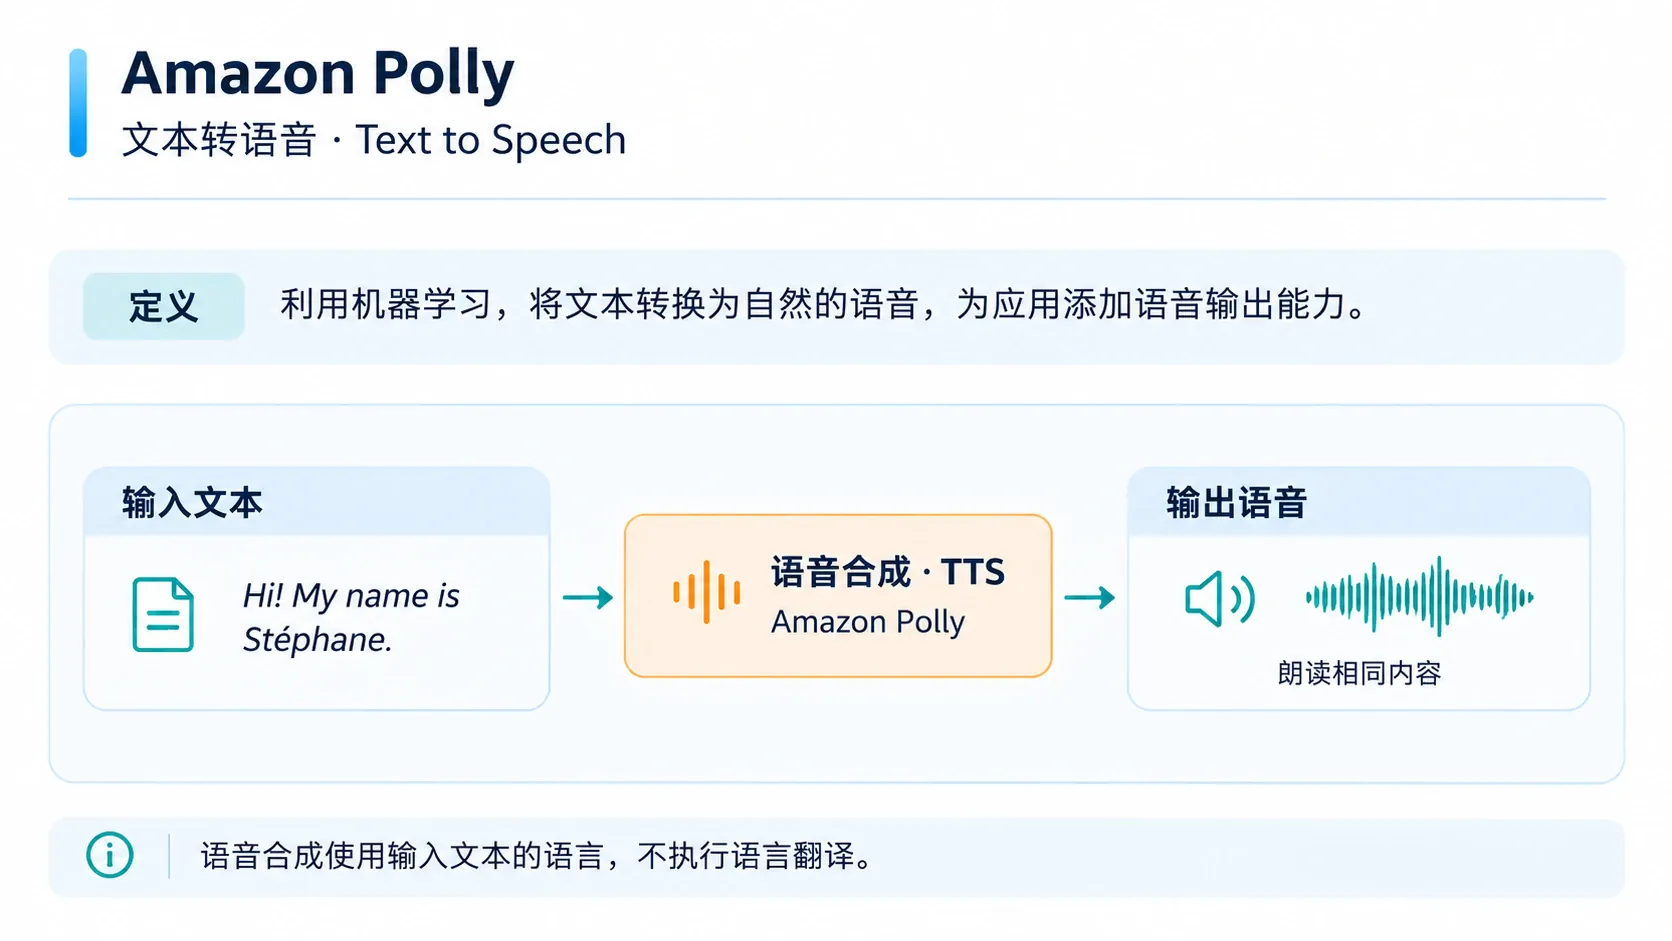 Amazon Polly
文本转语音 · Text to Speech
定义
利用机器学习，将文本转换为自然的语音，为应用添加语音输出能力。
输入文本
Hi! My name is
Stéphane.
语音合成 · TTS
Amazon Polly
输出语音
朗读相同内容
语音合成使用输入文本的语言，不执行语言翻译。